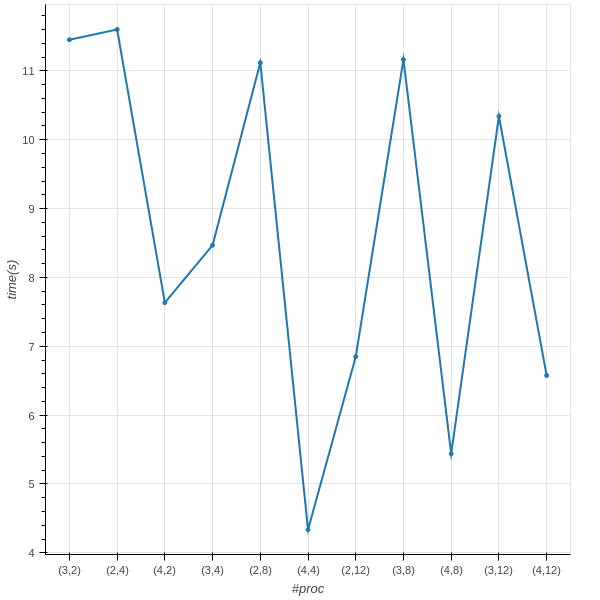 11
10
9
8
7
6
5
4
time(s)
(3,2) (2,4) (4,2) (3,4) (2,8) (4,4) (2,12) (3,8) (4,8) (3,12) (4,12)
#proc